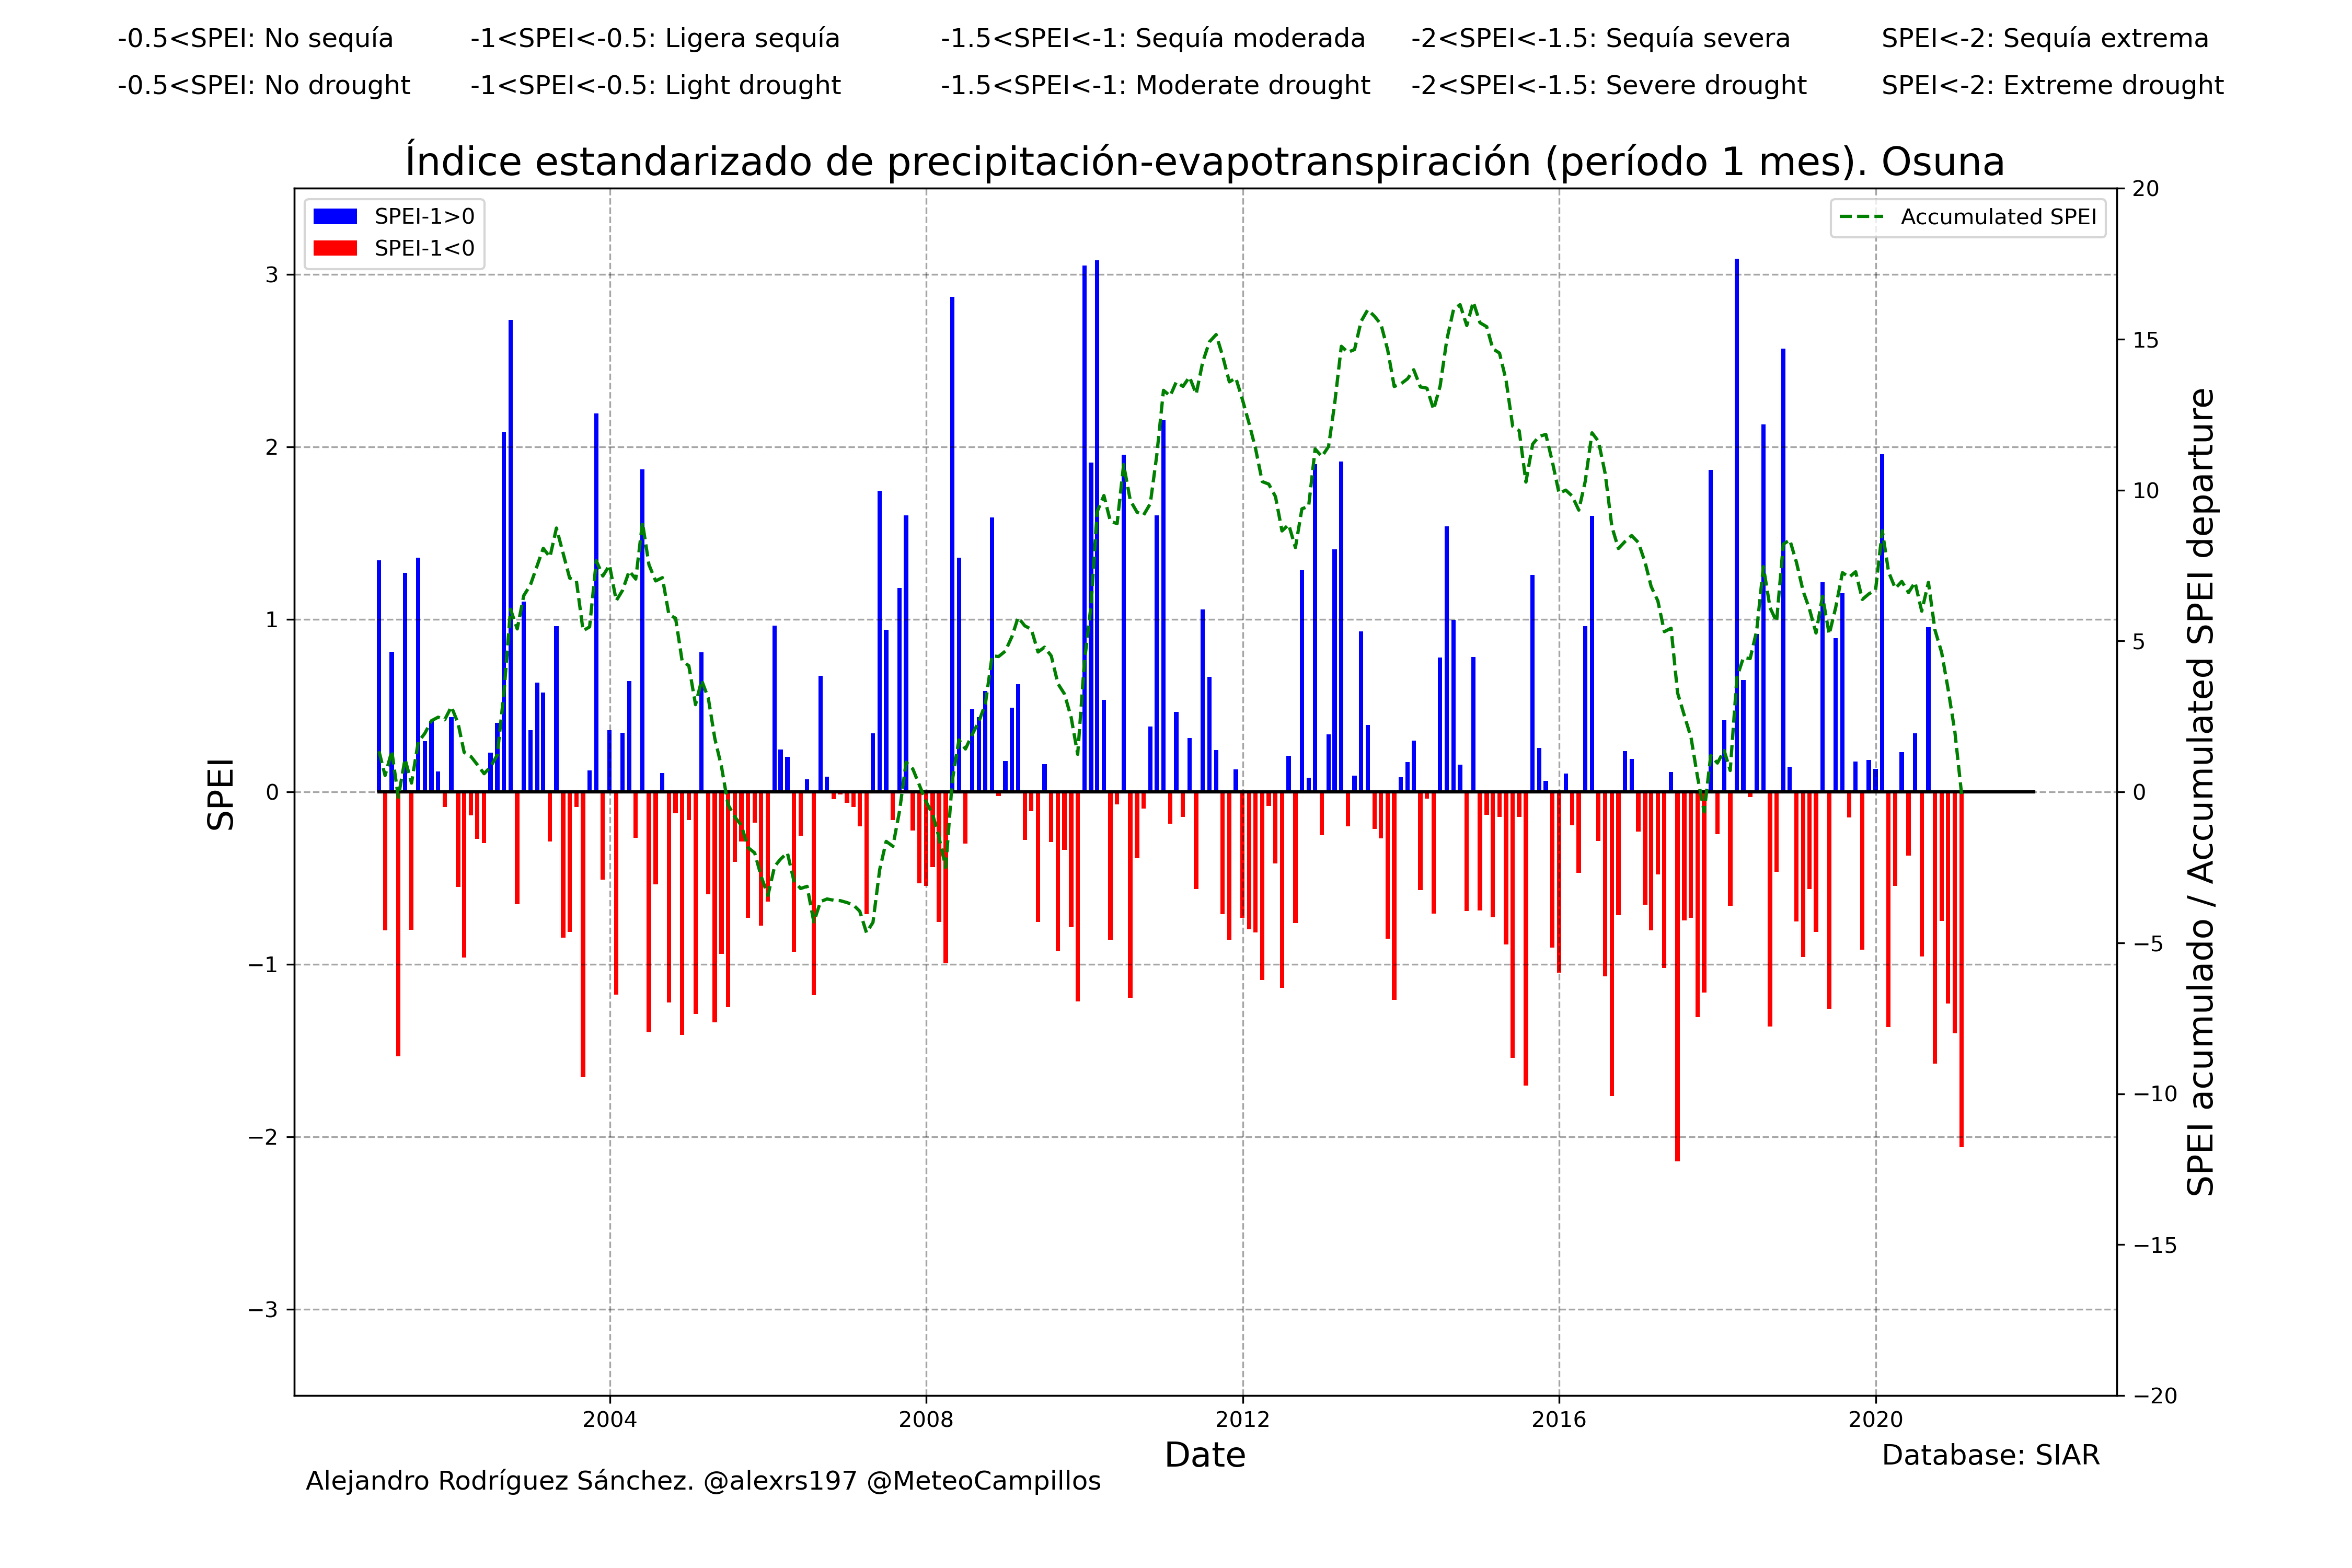 -0.5<SPEI: No sequía -1<SPEI<-0.5: Ligera sequía -1.5<SPEI<-1: Sequía moderada -2<SPEI<-1.5: Sequía severa SPEI<-2: Sequía extrema
-0.5<SPEI: No drought -1<SPEI<-0.5: Light drought -1.5<SPEI<-1: Moderate drought -2<SPEI<-1.5: Severe drought SPEI<-2: Extreme drought
Índice estandarizado de precipitación-evapotranspiración (período 1 mes). Osuna
SPEI-1>0
SPEI-1<0
Accumulated SPEI
3
2
1
0
−1
−2
−3
SPEI
20
15
10
5
0
−5
−10
−15
−20
SPEI acumulado / Accumulated SPEI departure
2004 2008 2012 2016 2020
Date
Database: SIAR
Alejandro Rodríguez Sánchez. @alexrs197 @MeteoCampillos